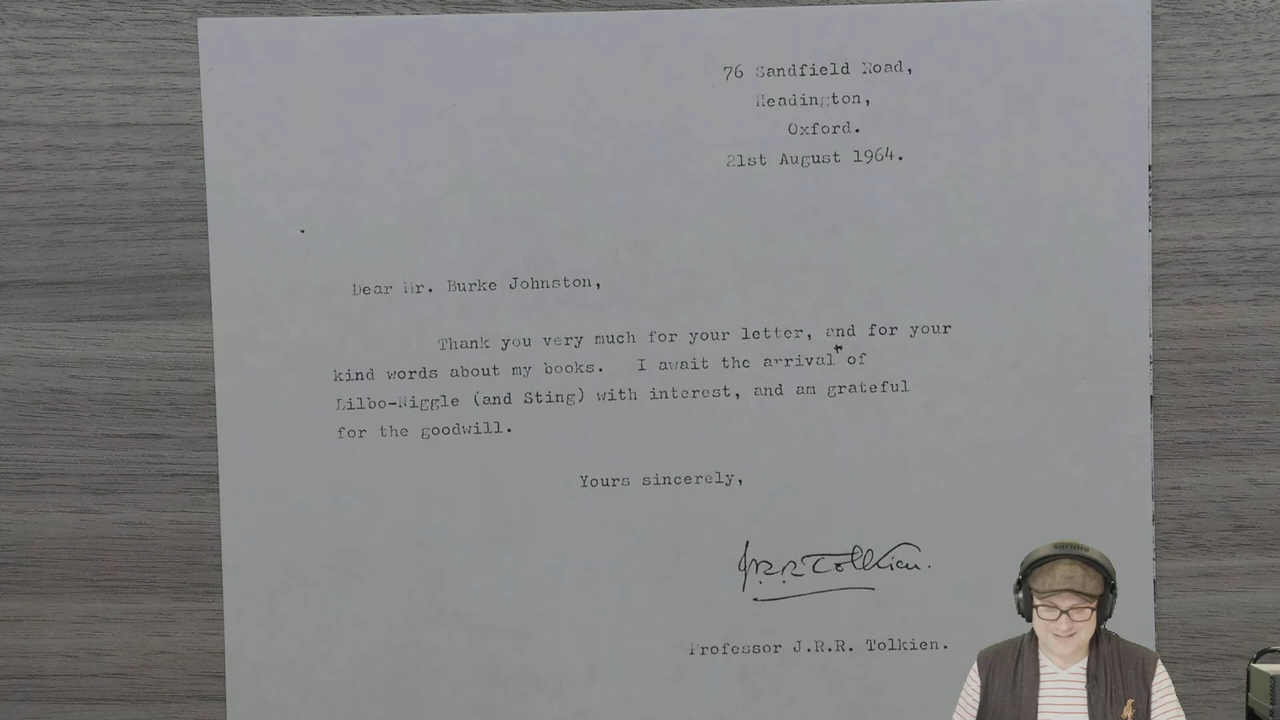 76 Sandfield Road,
Headington,
Oxford.
21st August 1964.
Dear Mr. Burke Johnston,
Thank you very much for your letter, and for your
kind words about my books. I await the arrival of
Bilbo-Niggle (and Sting) with interest, and am grateful
for the goodwill.
Yours sincerely,
J.R.R. Tolkien.
Professor J.R.R. Tolkien.